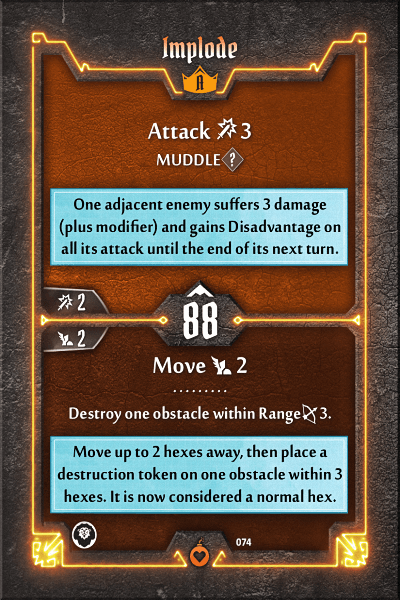 Implode
A
Attack 3
MUDDLE ?
One adjacent enemy suffers 3 damage
(plus modifier) and gains Disadvantage on
all its attack until the end of its next turn.
2
88
2
Move 2
Destroy one obstacle within Range 3.
Move up to 2 hexes away, then place a
destruction token on one obstacle within 3
hexes. It is now considered a normal hex.
074